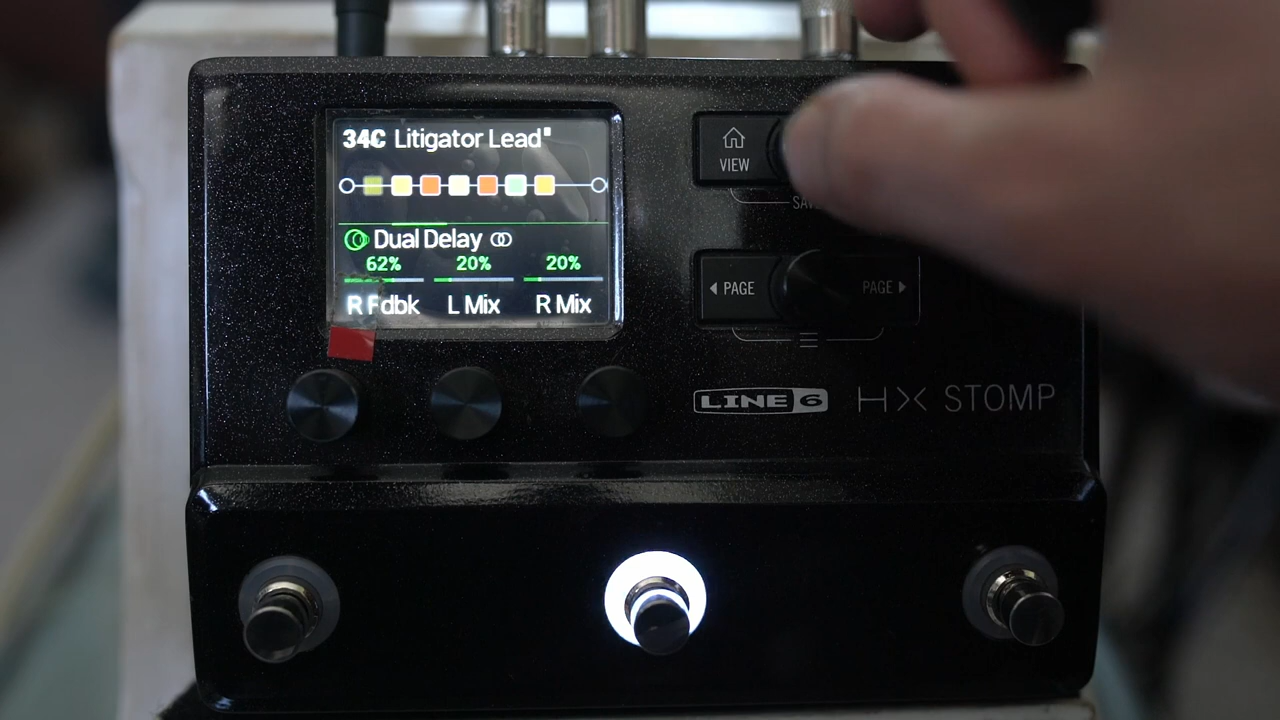 34C Litigator Lead
Dual Delay
62% 20% 20%
R Fdbk L Mix R Mix
VIEW
PAGE PAGE
LINE 6 HX STOMP